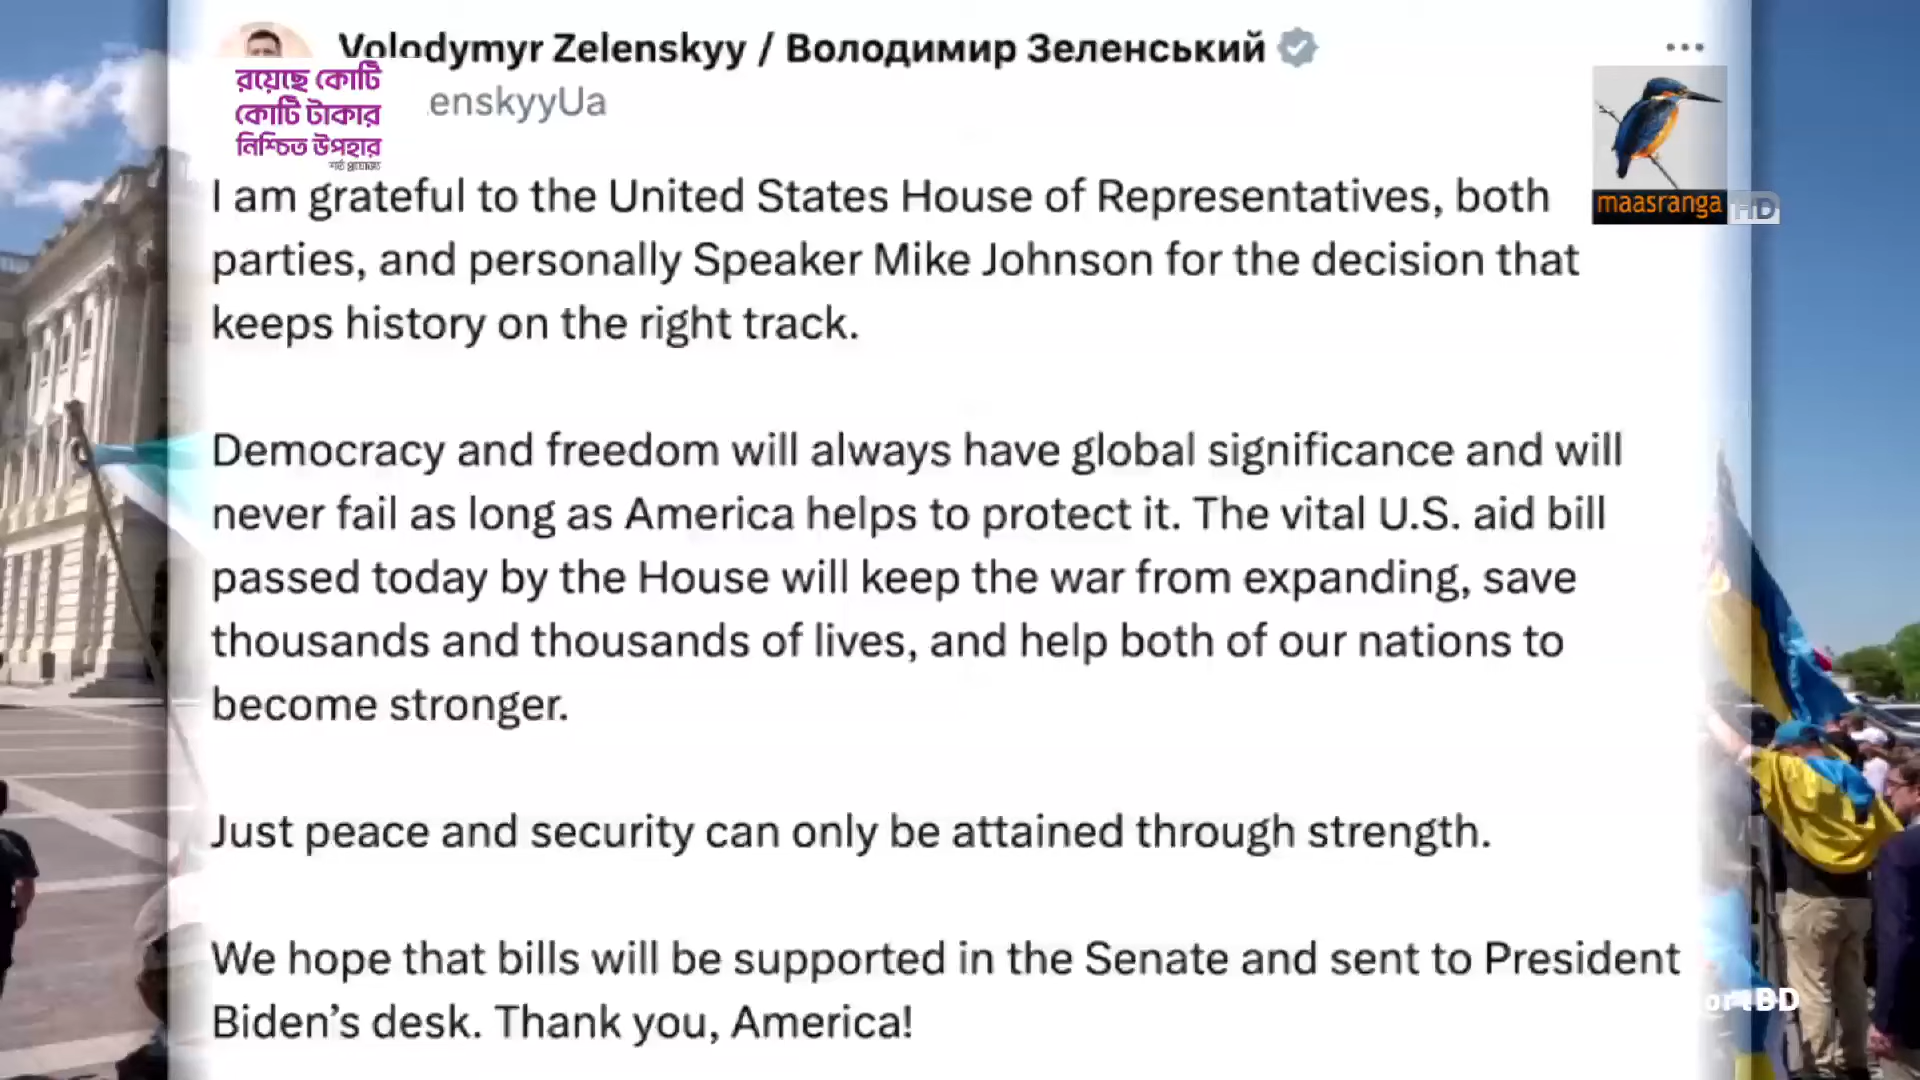 Volodymyr Zelenskyy / Володимир Зеленський
enskyyUa
রয়েছে কোটি
কোটি টাকার
নিশ্চিত উপহার
maasranga
HD
I am grateful to the United States House of Representatives, both
parties, and personally Speaker Mike Johnson for the decision that
keeps history on the right track.
Democracy and freedom will always have global significance and will
never fail as long as America helps to protect it. The vital U.S. aid bill
passed today by the House will keep the war from expanding, save
thousands and thousands of lives, and help both of our nations to
become stronger.
Just peace and security can only be attained through strength.
We hope that bills will be supported in the Senate and sent to President
Biden’s desk. Thank you, America!
ortBD